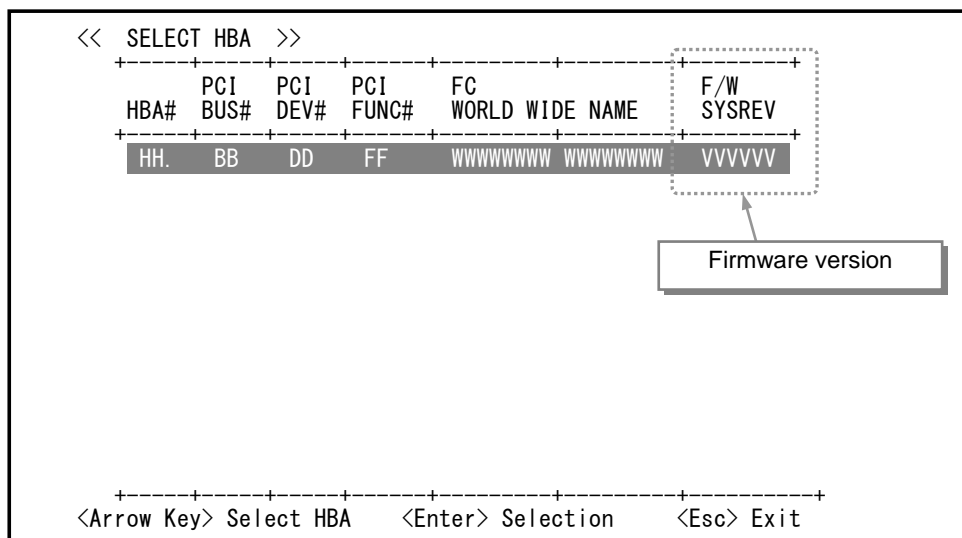 << SELECT HBA >>
+-----+-----+-----+------+----------+----------+---------+
PCI PCI PCI FC F/W
HBA# BUS# DEV# FUNC# WORLD WIDE NAME SYSREV
+-----+-----+-----+------+----------+----------+---------+
HH. BB DD FF WWWWWWWW WWWWWWWW VVVVVV
Firmware version
+-----+-----+-----+------+----------+----------+-----------+
<Arrow Key> Select HBA <Enter> Selection <Esc> Exit